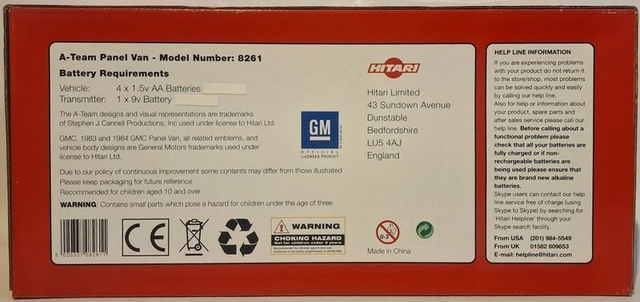 A-Team Panel Van - Model Number: 8261
Battery Requirements
Vehicle: 4 x 1.5v AA Batteries
Transmitter: 1 x 9v Battery
The A-Team designs and visual representations are trademarks
of Stephen J Cannell Productions, Inc used under license to Hitari Ltd.
GMC, 1983 and 1984 GMC Panel Van, all related emblems, and
vehicle body designs are General Motors trademarks used under
license to Hitari Ltd.
Due to our policy of continuous improvement some contents may differ from those illustrated
Please keep packaging for future reference
Recommended for children aged 10 and over
WARNING: Contains small parts which pose a hazard for children under the age of three
CE
WARNING
CHOKING HAZARD
Not for children under 3 years
GM
OFFICIAL
LICENSED PRODUCT
HITARI
Hitari Limited
43 Sundown Avenue
Dunstable
Bedfordshire
LU5 4AJ
England
0-3
Made in China
HELP LINE INFORMATION
If you are experiencing problems
with your product do not return it
to the store/shop, most problems
can be solved quickly and easily
by calling our help line.
Also for help or information about
your product, spare parts and
after sales service please call our
help line. Before calling about a
functional problem please
check that all your batteries are
fully charged or if non-
rechargeable batteries are
being used please ensure that
they are brand new alkaline
batteries.
Skype users can contact our help
line service free of charge (using
Skype to Skype) by searching for
'Hitari Helpline' through your
Skype search facility.
From USA (201) 984-5549
From UK 01582 609853
E-mail: helpline@hitari.com